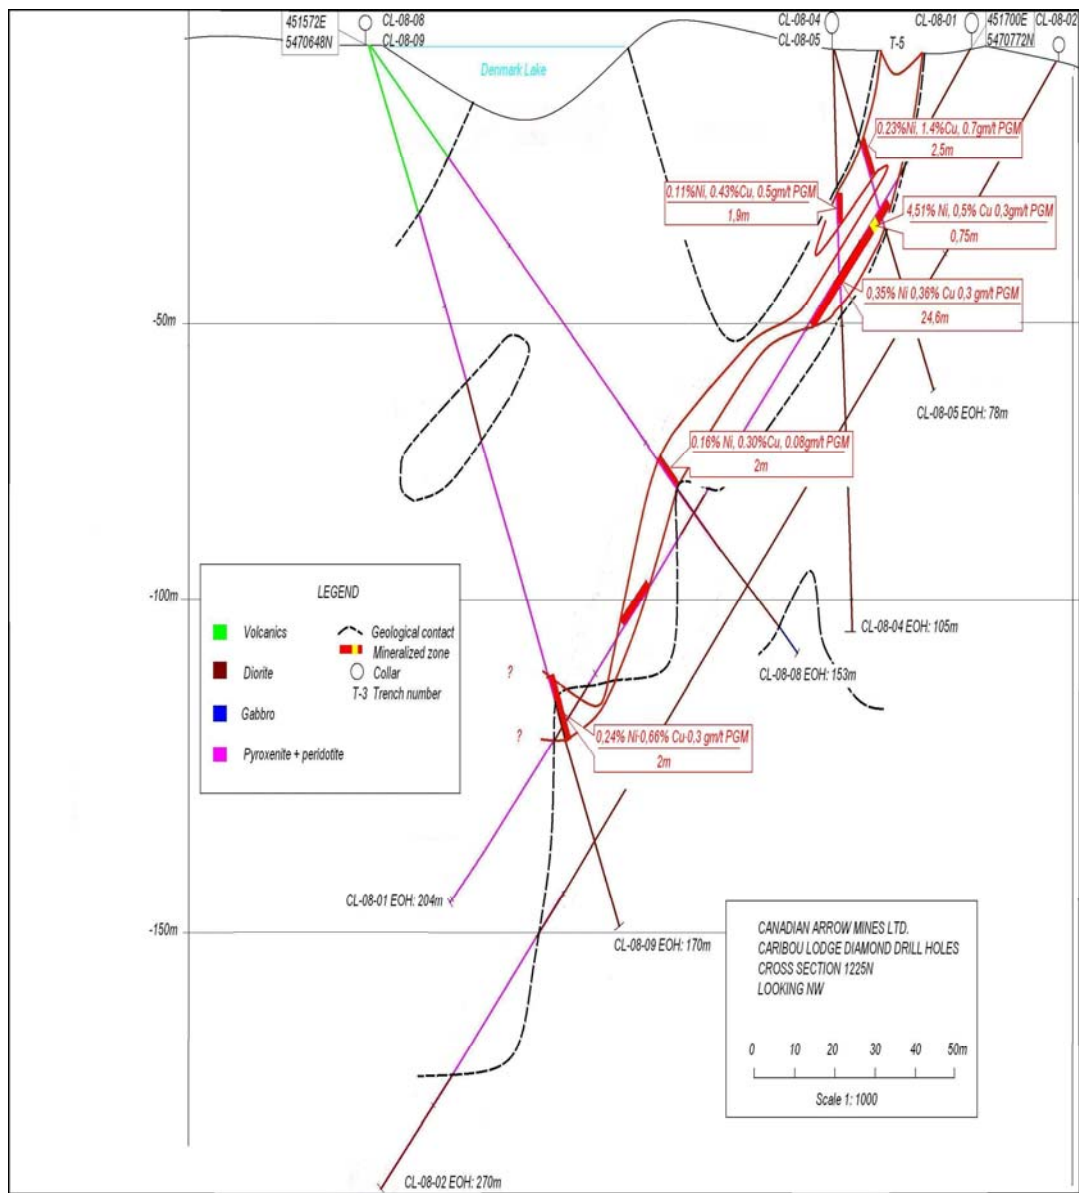 451572E
5470648N
CL-08-08
CL-08-09
CL-08-04
CL-08-05
CL-08-01
451700E
5470772N
CL-08-02
T-5
Denmark Lake
0.23%Ni, 1.4%Cu, 0.7gm/t PGM
2,5m
0.11%Ni, 0.43%Cu, 0.5gm/t PGM
1,9m
4,51% Ni, 0,5% Cu 0,3gm/t PGM
0,75m
0,35% Ni 0,36% Cu 0,3 gm/t PGM
24,6m
-50m
CL-08-05 EOH: 78m
0.16% Ni, 0.30%Cu, 0.08gm/t PGM
2m
-100m
LEGEND
Volcanics
Diorite
Gabbro
Pyroxenite + peridotite
Geological contact
Mineralized zone
Collar
T-3 Trench number
CL-08-04 EOH: 105m
CL-08-08 EOH: 153m
?
?
0,24% Ni-0,66% Cu-0,3 gm/t PGM
2m
CL-08-01 EOH: 204m
-150m
CL-08-09 EOH: 170m
CANADIAN ARROW MINES LTD.
CARIBOU LODGE DIAMOND DRILL HOLES
CROSS SECTION 1225N
LOOKING NW
0 10 20 30 40 50m
Scale 1: 1000
CL-08-02 EOH: 270m